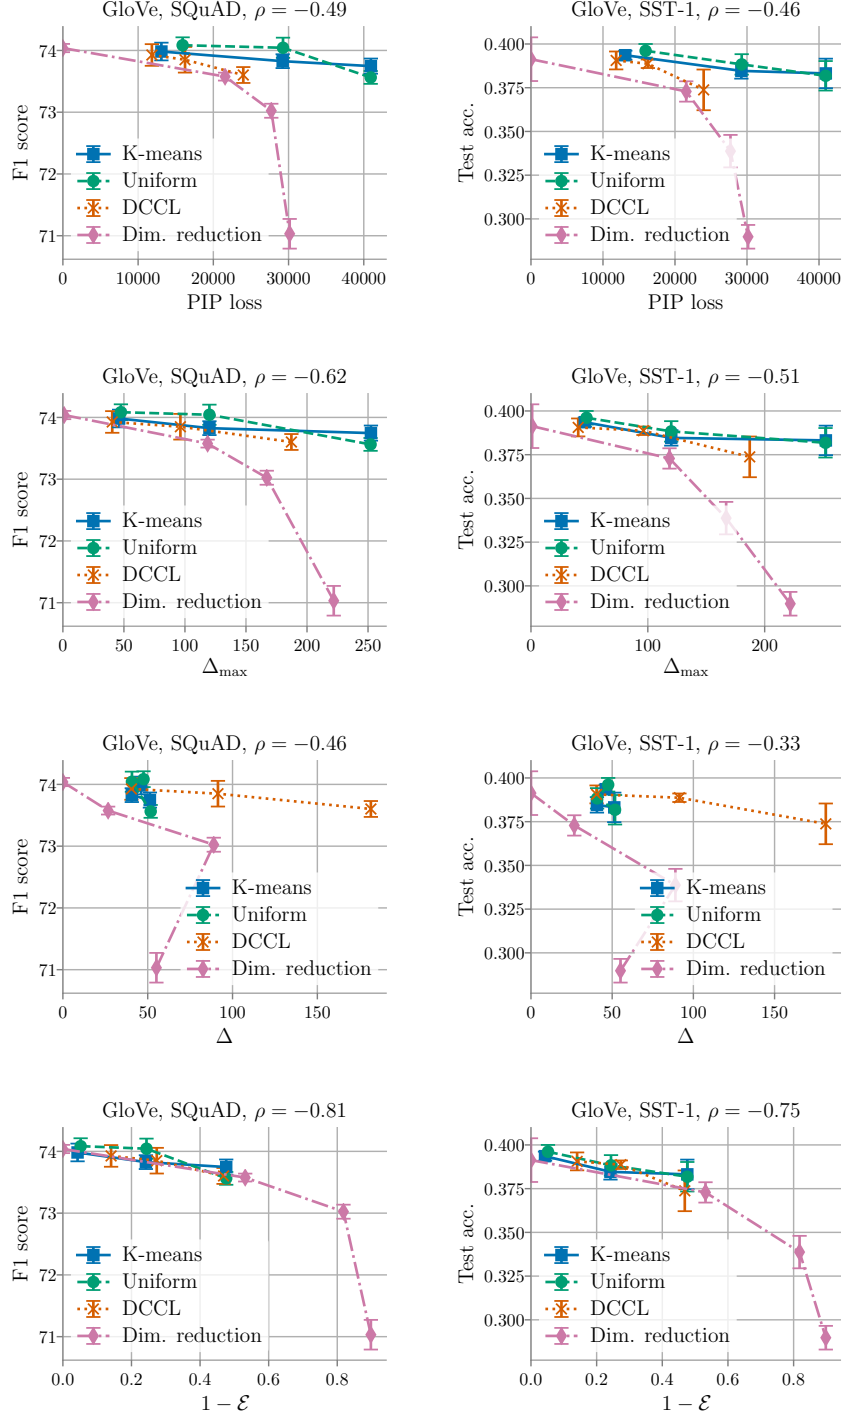 GloVe, SQuAD, ρ = −0.49
74
73
72
71
F1 score
K-means
Uniform
DCCL
Dim. reduction
0 10000 20000 30000 40000
PIP loss
GloVe, SST-1, ρ = −0.46
0.400
0.375
0.350
0.325
0.300
Test acc.
K-means
Uniform
DCCL
Dim. reduction
0 10000 20000 30000 40000
PIP loss
GloVe, SQuAD, ρ = −0.62
74
73
72
71
F1 score
K-means
Uniform
DCCL
Dim. reduction
0 50 100 150 200 250
Δmax
GloVe, SST-1, ρ = −0.51
0.400
0.375
0.350
0.325
0.300
Test acc.
K-means
Uniform
DCCL
Dim. reduction
0 100 200
Δmax
GloVe, SQuAD, ρ = −0.46
74
73
72
71
F1 score
K-means
Uniform
DCCL
Dim. reduction
0 50 100 150
Δ
GloVe, SST-1, ρ = −0.33
0.400
0.375
0.350
0.325
0.300
Test acc.
K-means
Uniform
DCCL
Dim. reduction
0 50 100 150
Δ
GloVe, SQuAD, ρ = −0.81
74
73
72
71
F1 score
K-means
Uniform
DCCL
Dim. reduction
0.0 0.2 0.4 0.6 0.8
1 − ℰ
GloVe, SST-1, ρ = −0.75
0.400
0.375
0.350
0.325
0.300
Test acc.
K-means
Uniform
DCCL
Dim. reduction
0.0 0.2 0.4 0.6 0.8
1 − ℰ